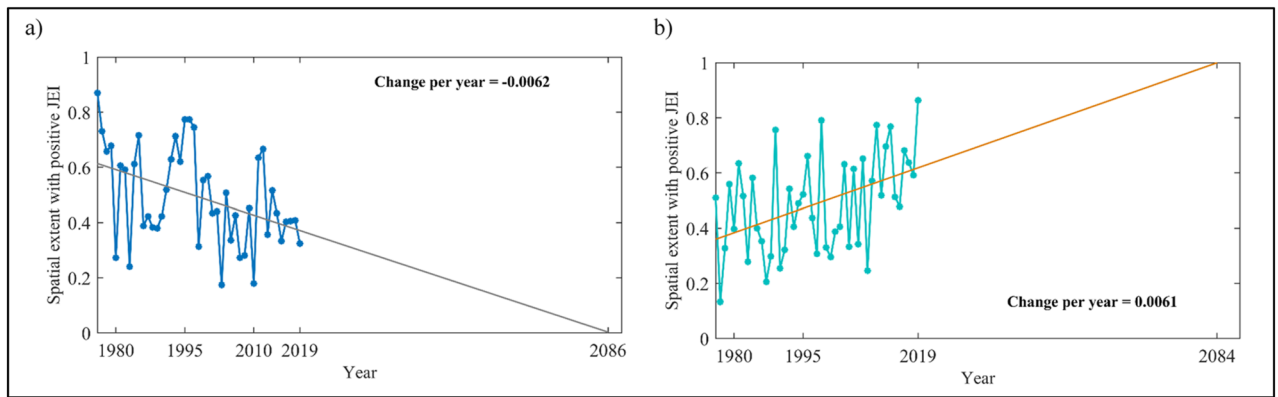 a)
Spatial extent with positive JEI
1
0.8
0.6
0.4
0.2
0
Change per year = -0.0062
1980 1995 2010 2019 2086
Year
b)
Spatial extent with positive JEI
1
0.8
0.6
0.4
0.2
0
Change per year = 0.0061
1980 1995 2019 2084
Year